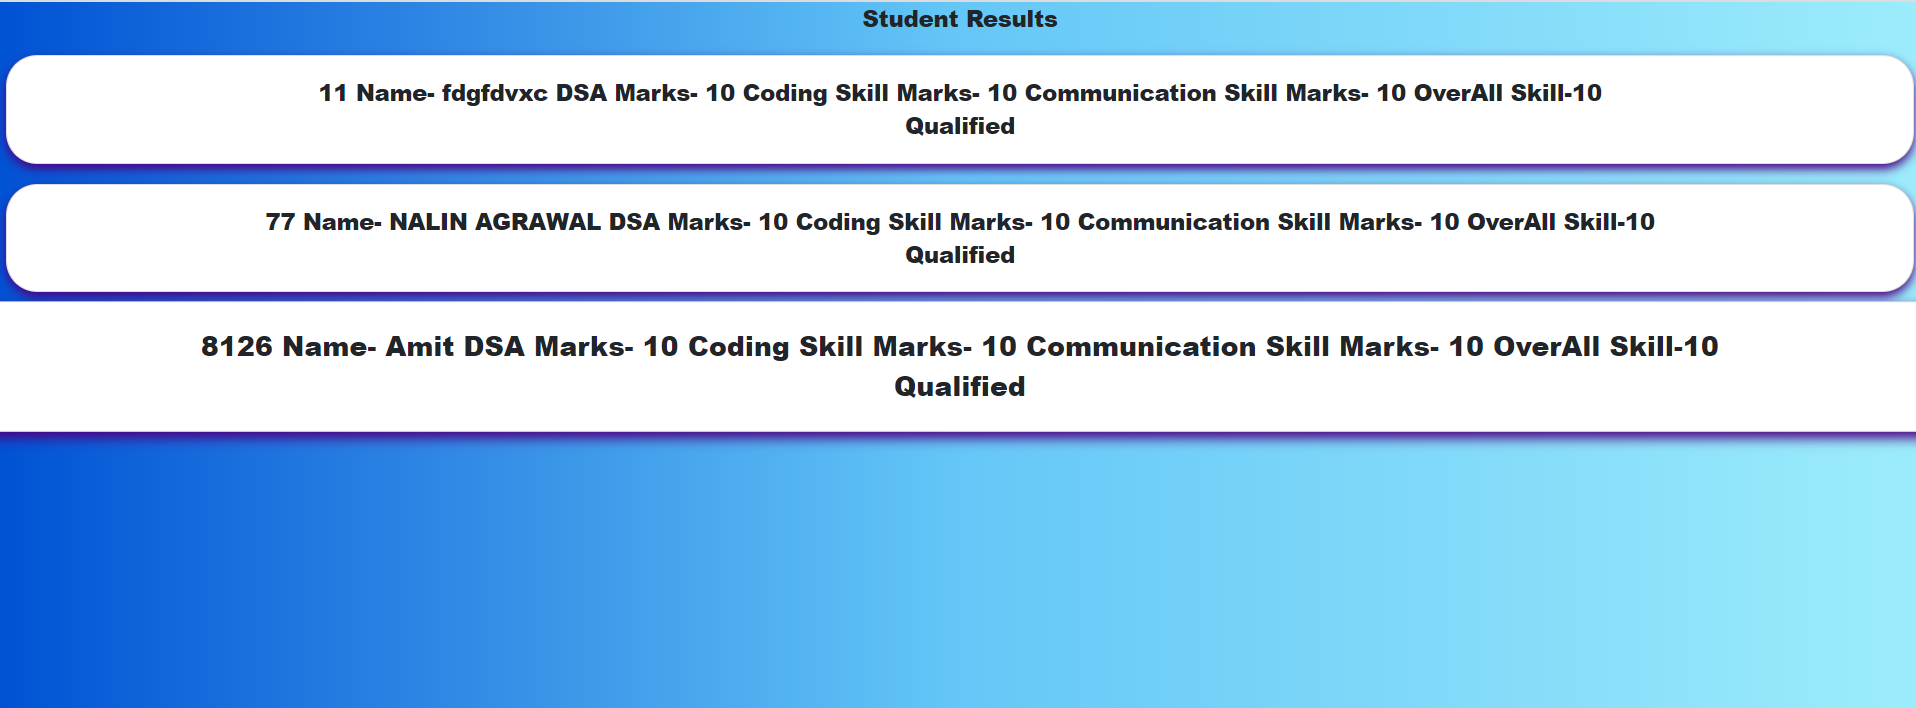 Student Results
11 Name- fdgfdvxc DSA Marks- 10 Coding Skill Marks- 10 Communication Skill Marks- 10 OverAll Skill-10
Qualified
77 Name- NALIN AGRAWAL DSA Marks- 10 Coding Skill Marks- 10 Communication Skill Marks- 10 OverAll Skill-10
Qualified
8126 Name- Amit DSA Marks- 10 Coding Skill Marks- 10 Communication Skill Marks- 10 OverAll Skill-10
Qualified